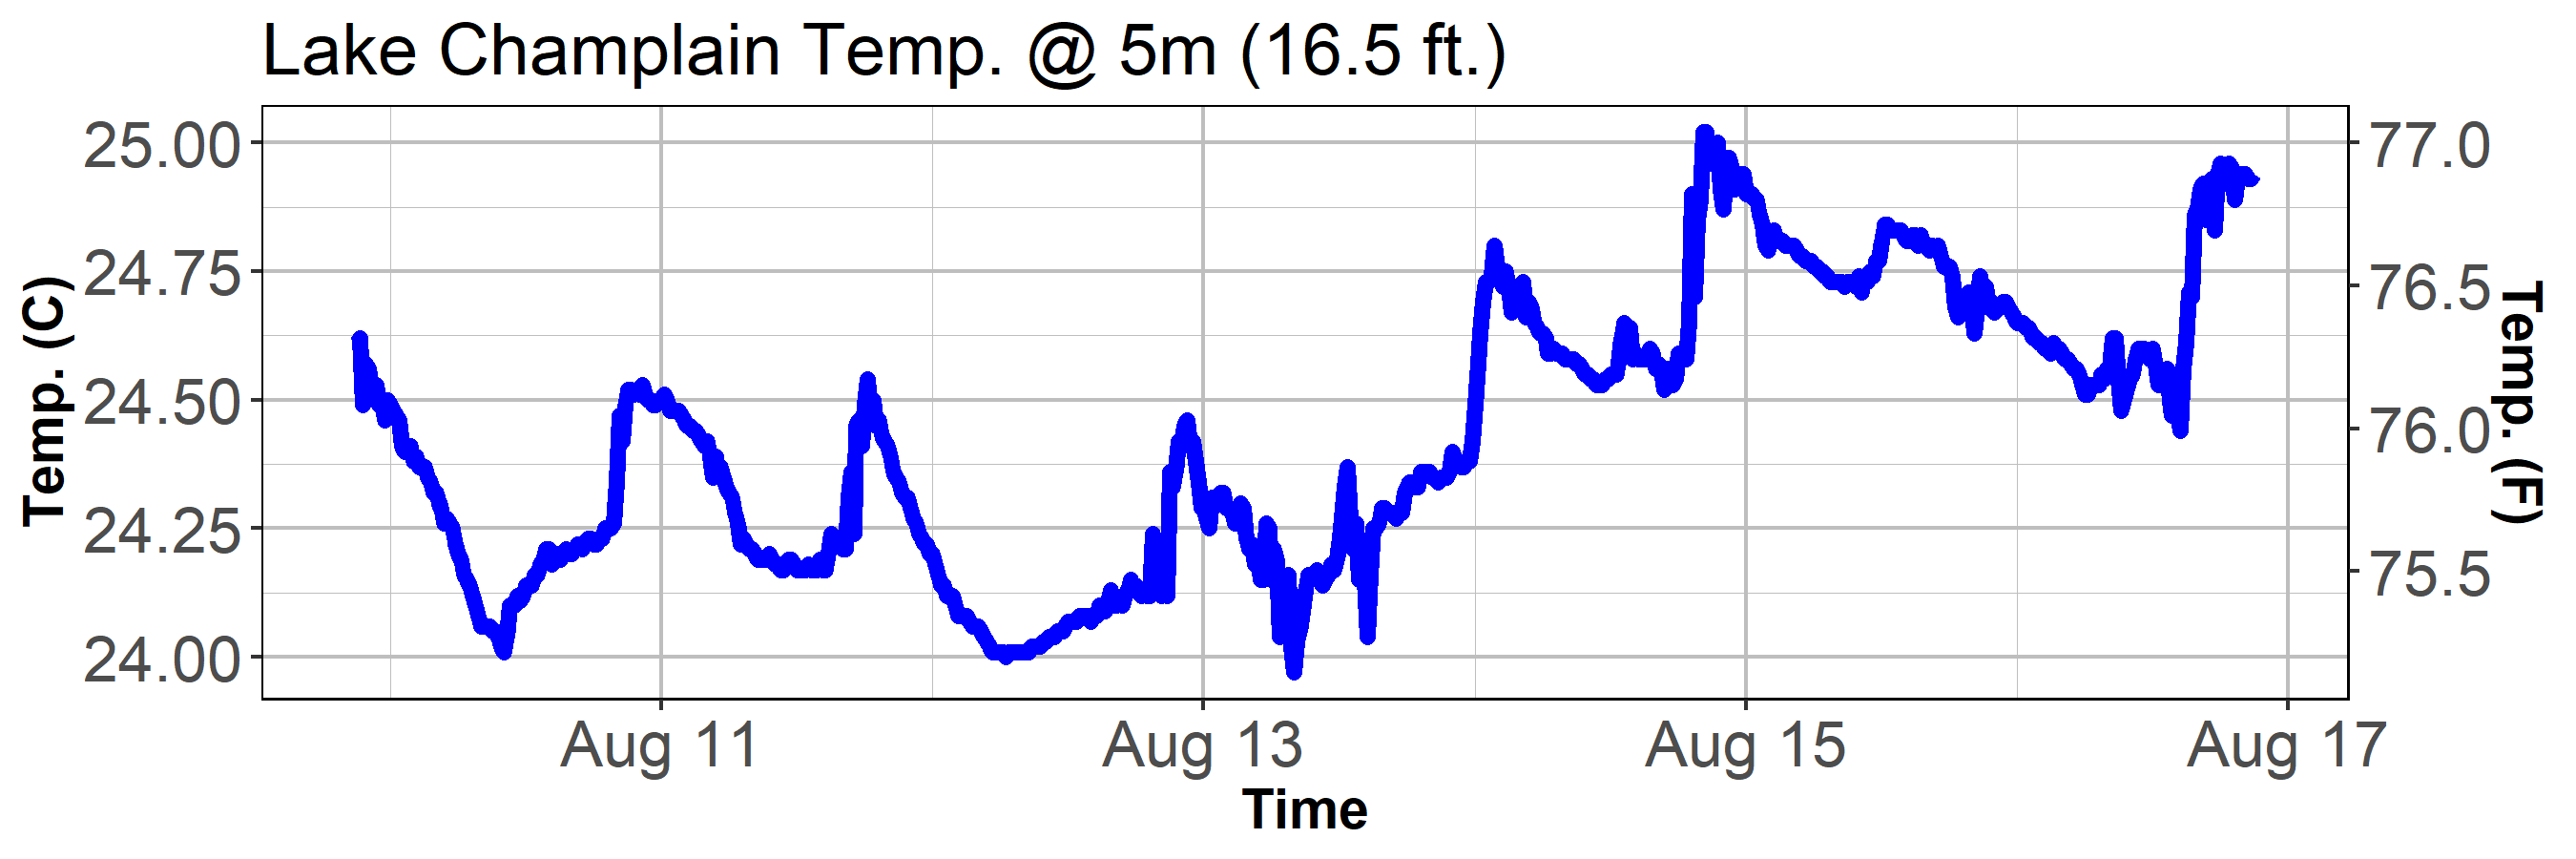 Lake Champlain Temp. @ 5m (16.5 ft.)
Temp. (C)
25.00
24.75
24.50
24.25
24.00
77.0
76.5
76.0
75.5
Temp. (F)
Aug 11 Aug 13 Aug 15 Aug 17
Time